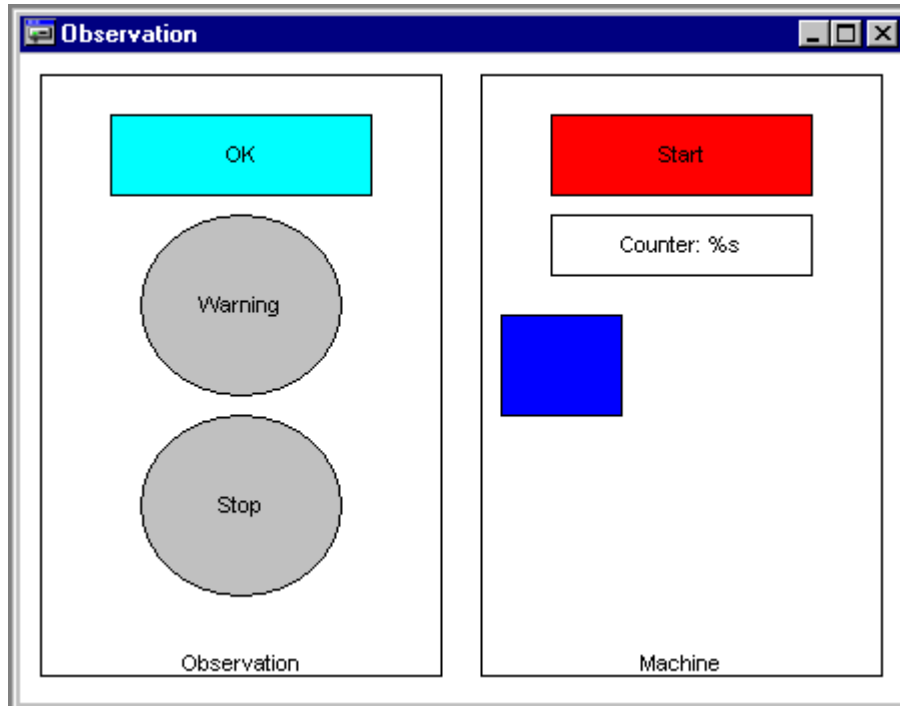 Observation
OK
Warning
Stop
Observation
Start
Counter: %s
Machine